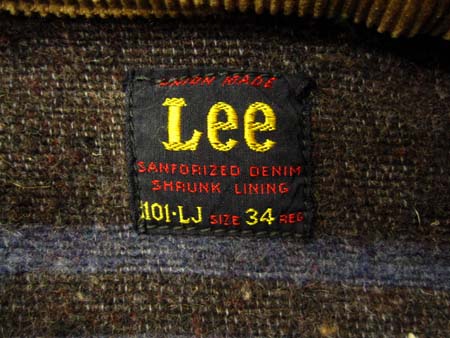 UNION MADE
Lee
SANFORIZED DENIM
SHRUNK LINING
101-LJ SIZE 34 REG